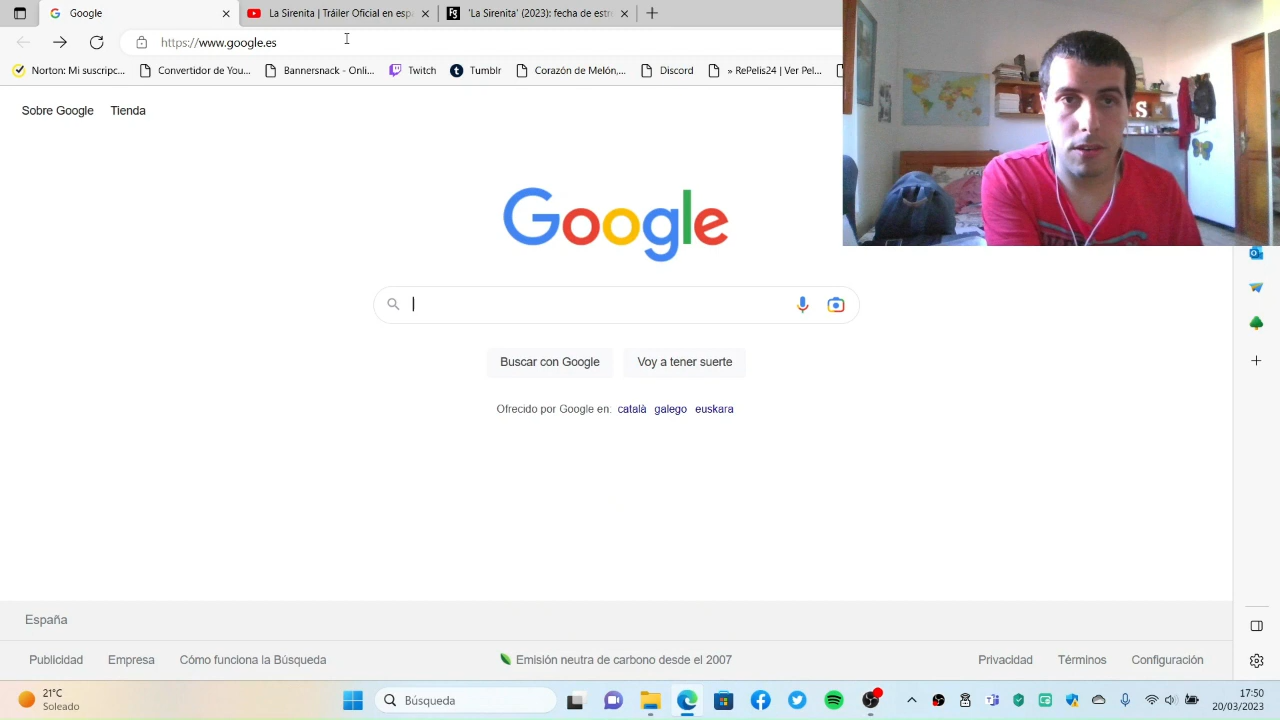 Google
La Sirenita | Tráiler Oficial en esp
'La Sirenita' (2023): fecha de estre
https://www.google.es
Norton: Mi suscripc...
Convertidor de You...
Bannersnack - Onli...
Twitch
Tumblr
Corazón de Melón,...
Discord
» RePelis24 | Ver Pel...
Sobre Google
Tienda
S
Google
Buscar con Google
Voy a tener suerte
Ofrecido por Google en: català galego euskara
España
Publicidad
Empresa
Cómo funciona la Búsqueda
Emisión neutra de carbono desde el 2007
Privacidad
Términos
Configuración
21°C
Soleado
Búsqueda
17:50
20/03/2023